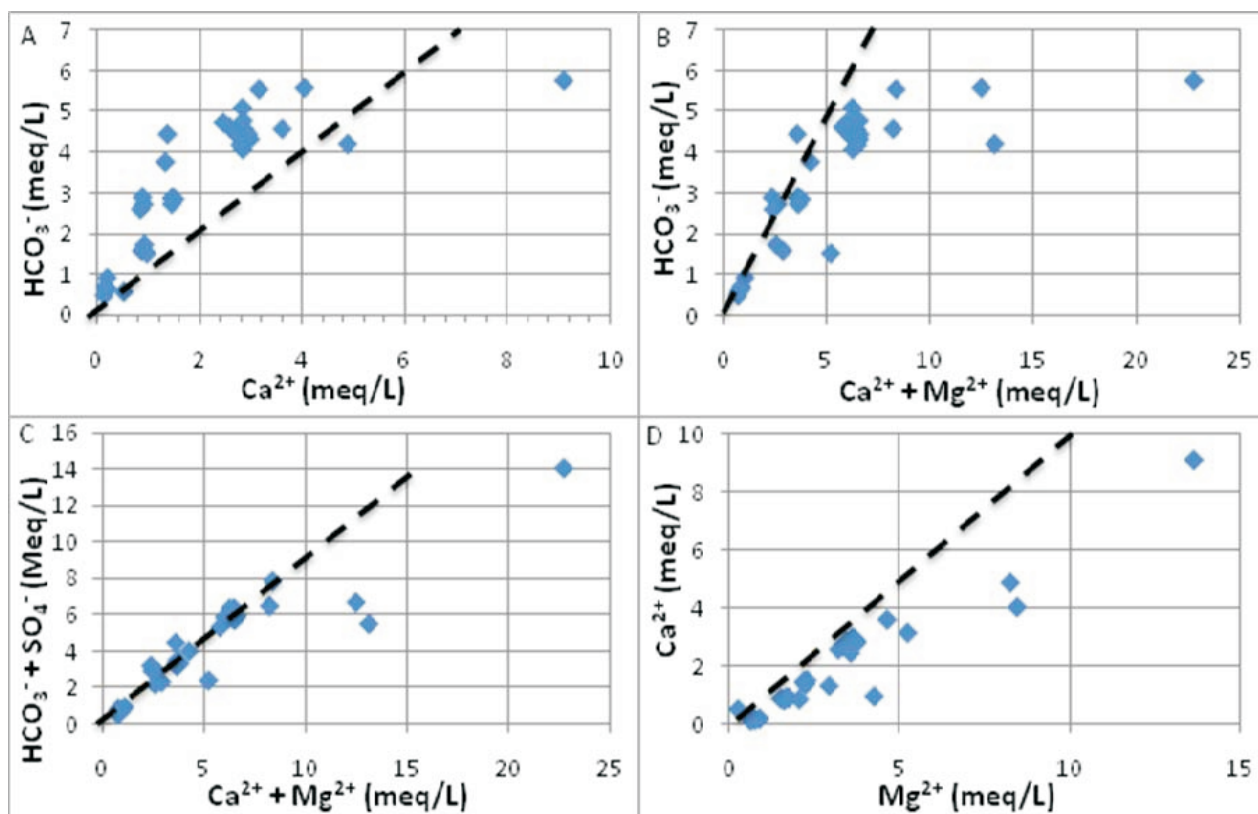 A
7
6
5
4
3
2
1
0
HCO₃⁻ (meq/L)
0 2 4 6 8 10
Ca²⁺ (meq/L)
B
7
6
5
4
3
2
1
0
HCO₃⁻ (meq/L)
0 5 10 15 20 25
Ca²⁺ + Mg²⁺ (meq/L)
C
16
14
12
10
8
6
4
2
0
HCO₃⁻ + SO₄⁻ (Meq/L)
0 5 10 15 20 25
Ca²⁺ + Mg²⁺ (meq/L)
D
10
8
6
4
2
0
Ca²⁺ (meq/L)
0 5 10 15
Mg²⁺ (meq/L)